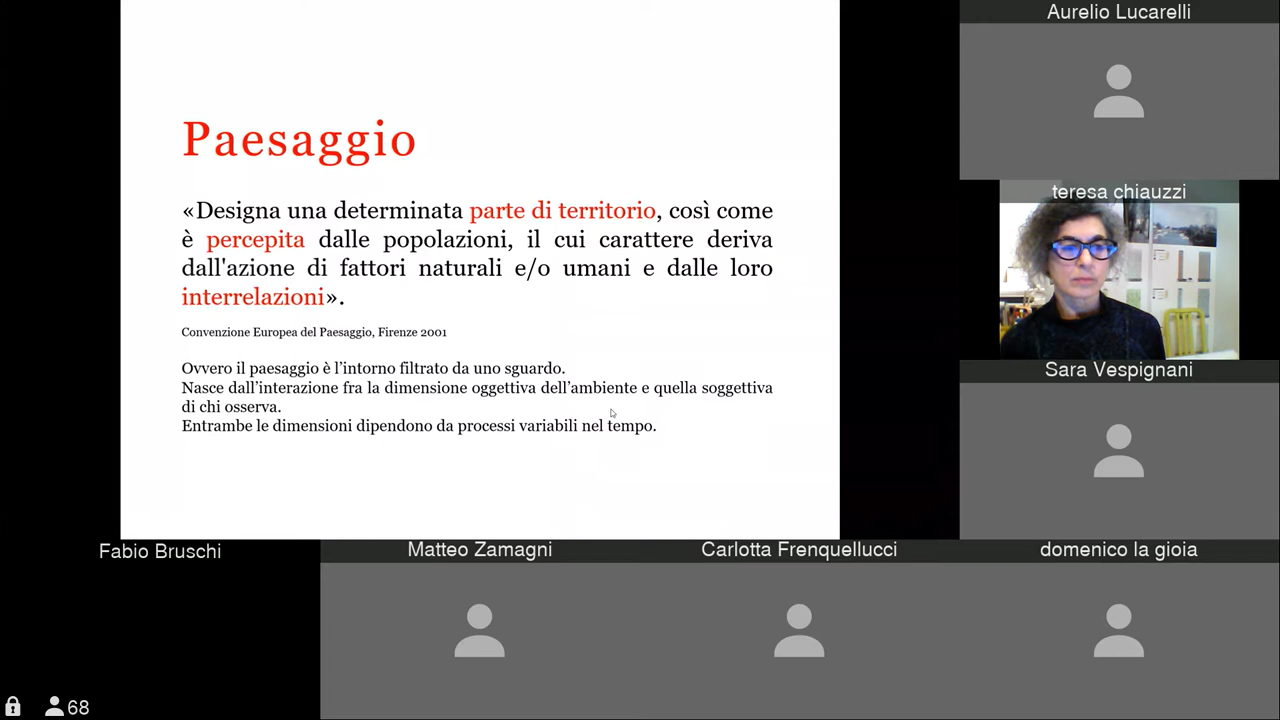 Paesaggio
«Designa una determinata parte di territorio, così come
è percepita dalle popolazioni, il cui carattere deriva
dall'azione di fattori naturali e/o umani e dalle loro
interrelazioni».
Convenzione Europea del Paesaggio, Firenze 2001
Ovvero il paesaggio è l’intorno filtrato da uno sguardo.
Nasce dall’interazione fra la dimensione oggettiva dell’ambiente e quella soggettiva
di chi osserva.
Entrambe le dimensioni dipendono da processi variabili nel tempo.
Aurelio Lucarelli
teresa chiauzzi
Sara Vespignani
Fabio Bruschi
Matteo Zamagni
Carlotta Frenquellucci
domenico la gioia
68